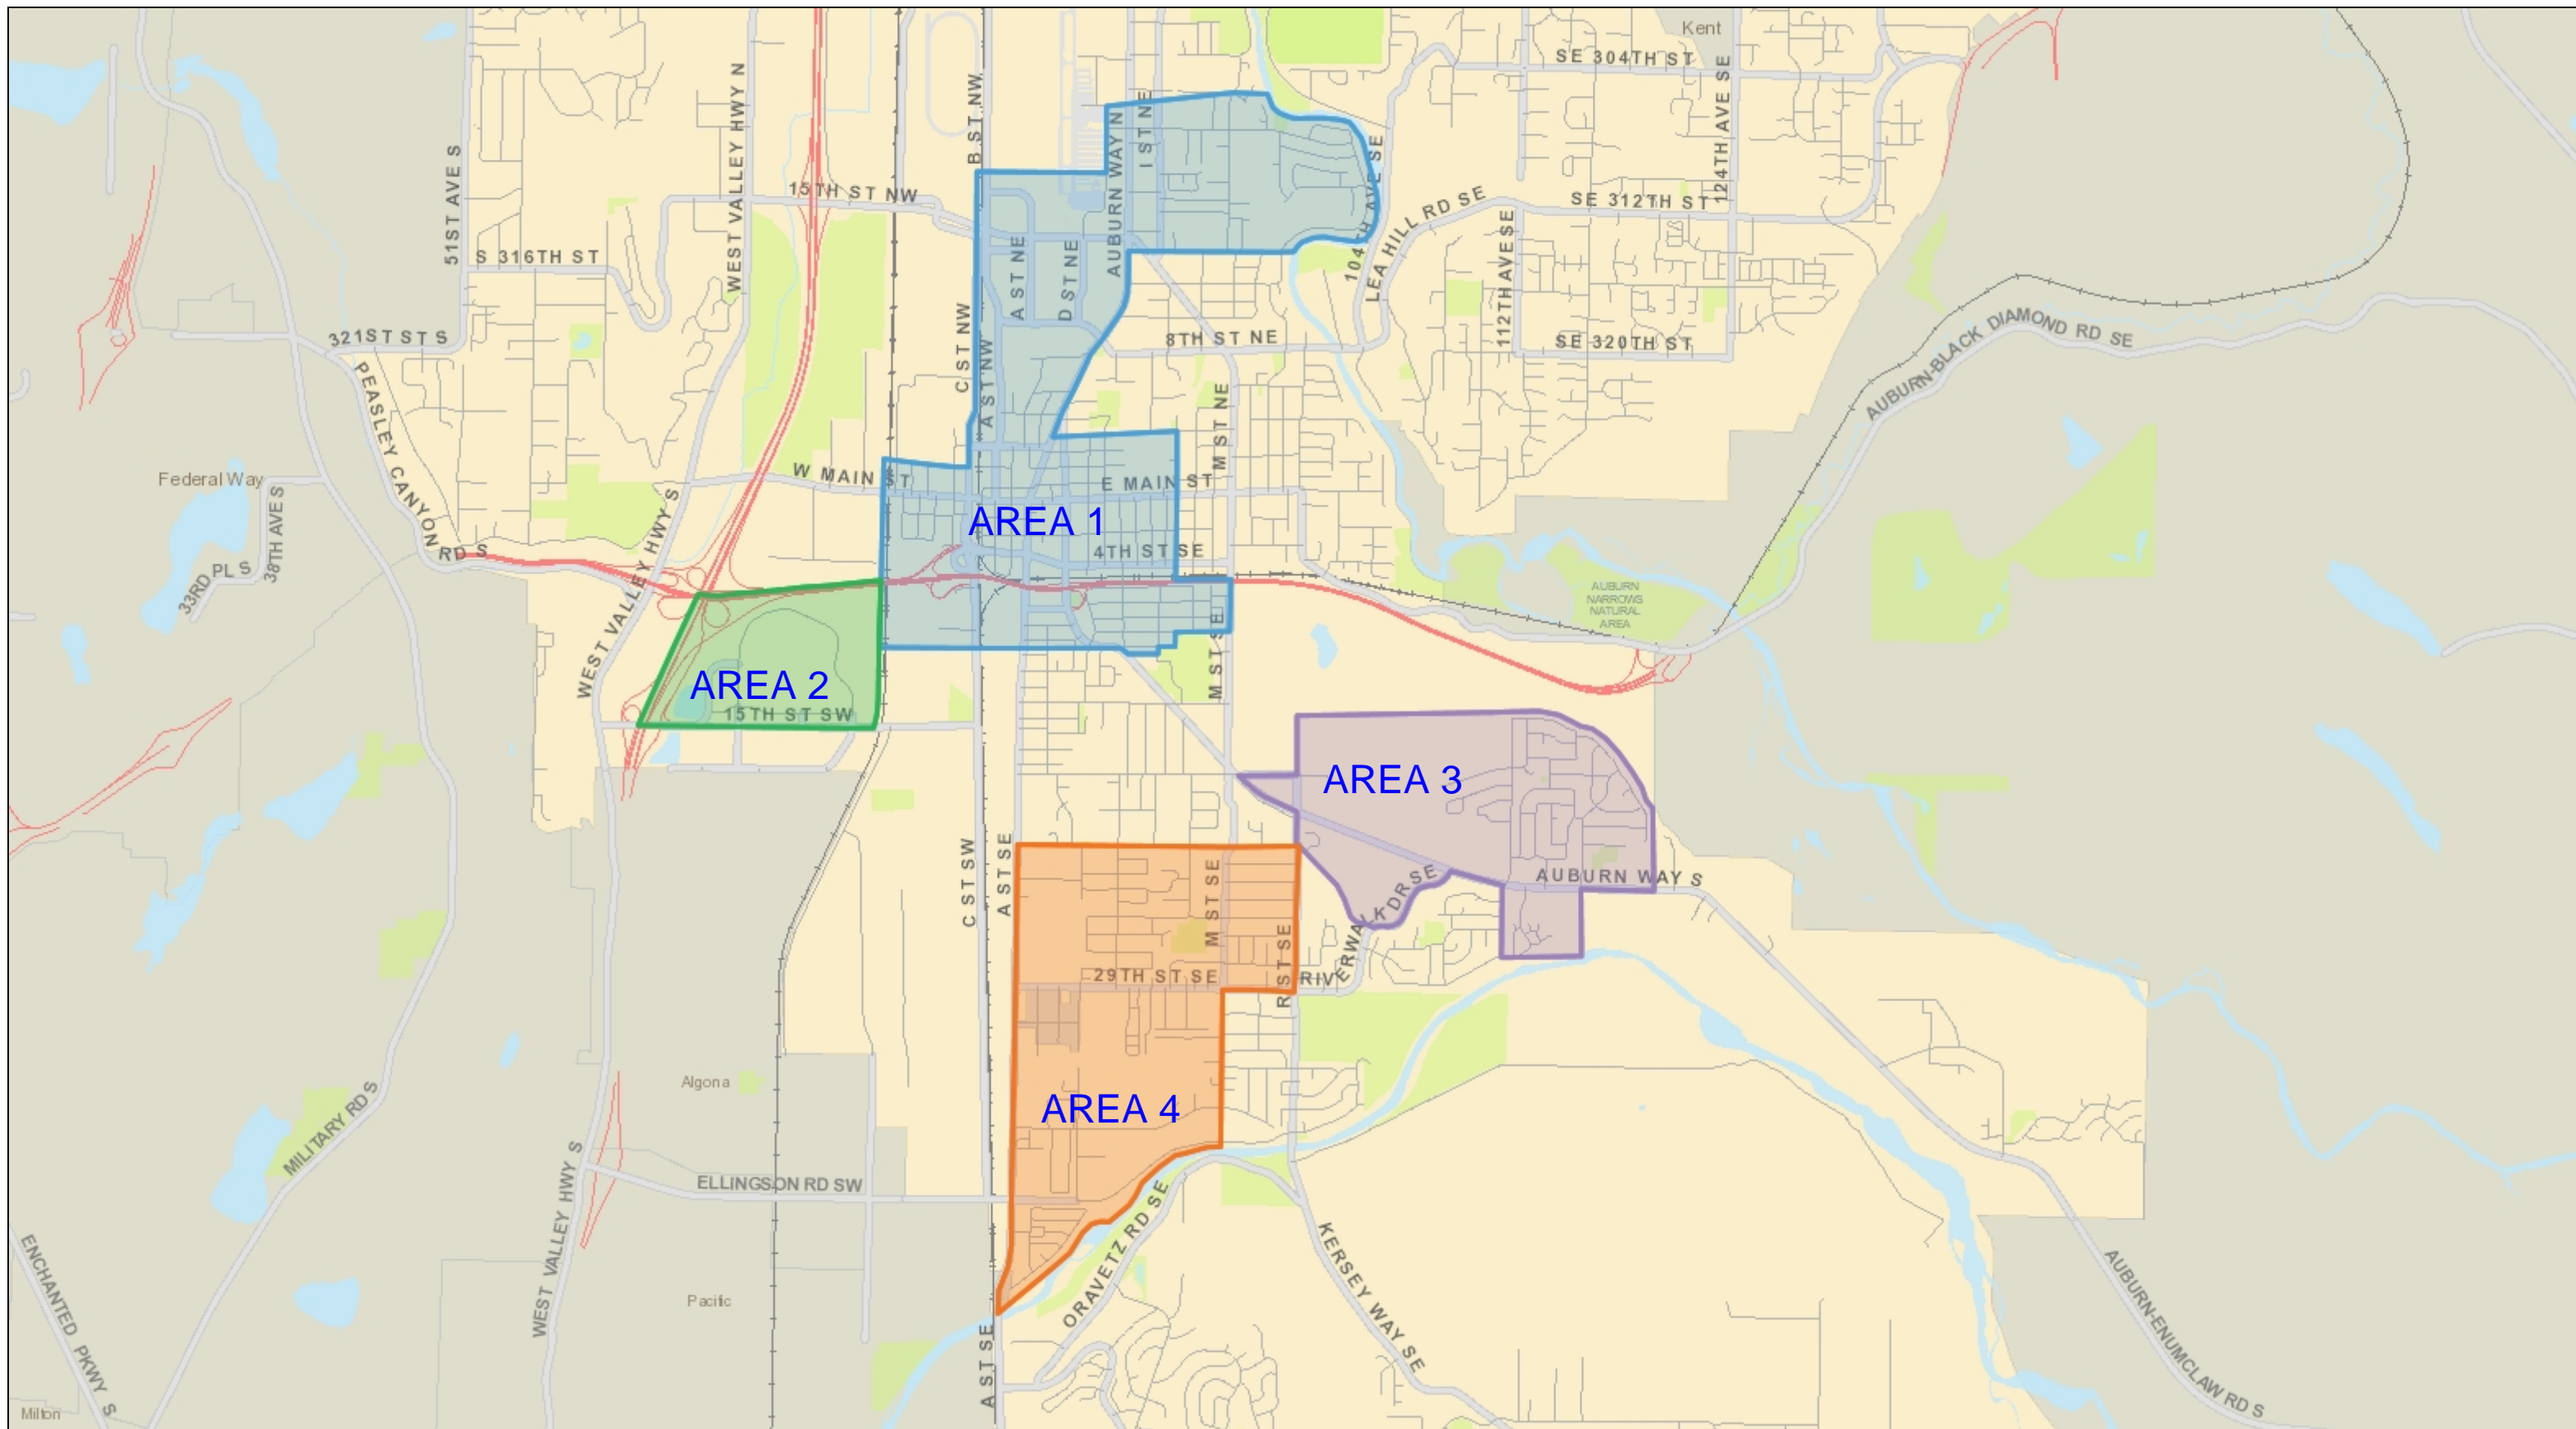 Kent
SE 304TH ST
124TH AVE SE
WEST VALLEY HWY N
B ST NW
AUBURN WAY N
I ST NE
51ST AVE S
15TH ST NW
104TH AVE SE
LEA HILL RD SE
SE 312TH ST
S 316TH ST
A ST NE
D ST NE
112TH AVE SE
321ST ST S
C ST NW
A ST NW
8TH ST NE
SE 320TH ST
AUBURN-BLACK DIAMOND RD SE
PEASLEY CANYON RD S
M ST NE
Federal Way
38TH AVE S
W MAIN ST
E MAIN ST
AREA 1
4TH ST SE
33RD PL S
WEST VALLEY HWY S
AUBURN
NARROWS
NATURAL
AREA
M ST SE
AREA 2
15TH ST SW
AREA 3
C ST SW
A ST SE
M ST SE
AUBURN WAY S
RIVERWALK DR SE
R ST SE
29TH ST SE
Algona
AREA 4
MILITARY RD S
WEST VALLEY HWY S
ELLINGSON RD SW
ORAVETZ RD SE
KERSEY WAY SE
ENCHANTED PKWY S
Pacific
A ST SE
AUBURN-ENUMCLAW RD S
Milton